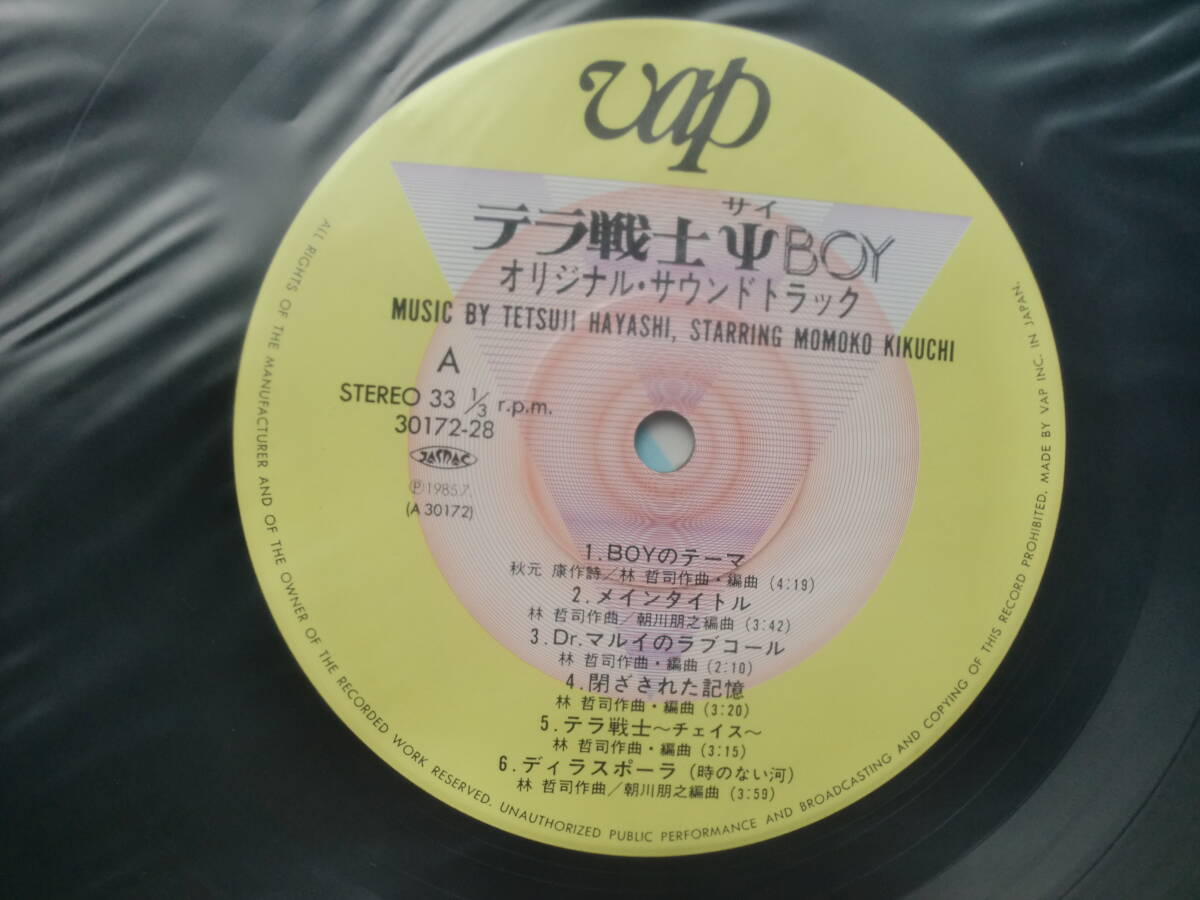 vap
サイ
テラ戦士 Ψ BOY
オリジナル・サウンドトラック
MUSIC BY TETSUJI HAYASHI, STARRING MOMOKO KIKUCHI
A
STEREO 33 1/3 r.p.m.
30172-28
JASRAC
Ⓟ1985.7.
(A 30172)
1.BOYのテーマ
秋元 康作詩/林 哲司作曲・編曲 (4:19)
2.メインタイトル
林 哲司作曲/朝川朋之編曲 (3:42)
3.Dr.マルイのラブコール
林 哲司作曲・編曲 (2:10)
4.閉ざされた記憶
林 哲司作曲・編曲 (3:20)
5.テラ戦士〜チェイス〜
林 哲司作曲・編曲 (3:15)
6.ディラスポーラ (時のない河)
林 哲司作曲/朝川朋之編曲 (3:59)
ALL RIGHTS OF THE MANUFACTURER AND OF THE OWNER OF THE RECORDED WORK RESERVED. UNAUTHORIZED PUBLIC PERFORMANCE AND BROADCASTING AND COPYING OF THIS RECORD PROHIBITED. MADE BY VAP INC. IN JAPAN.